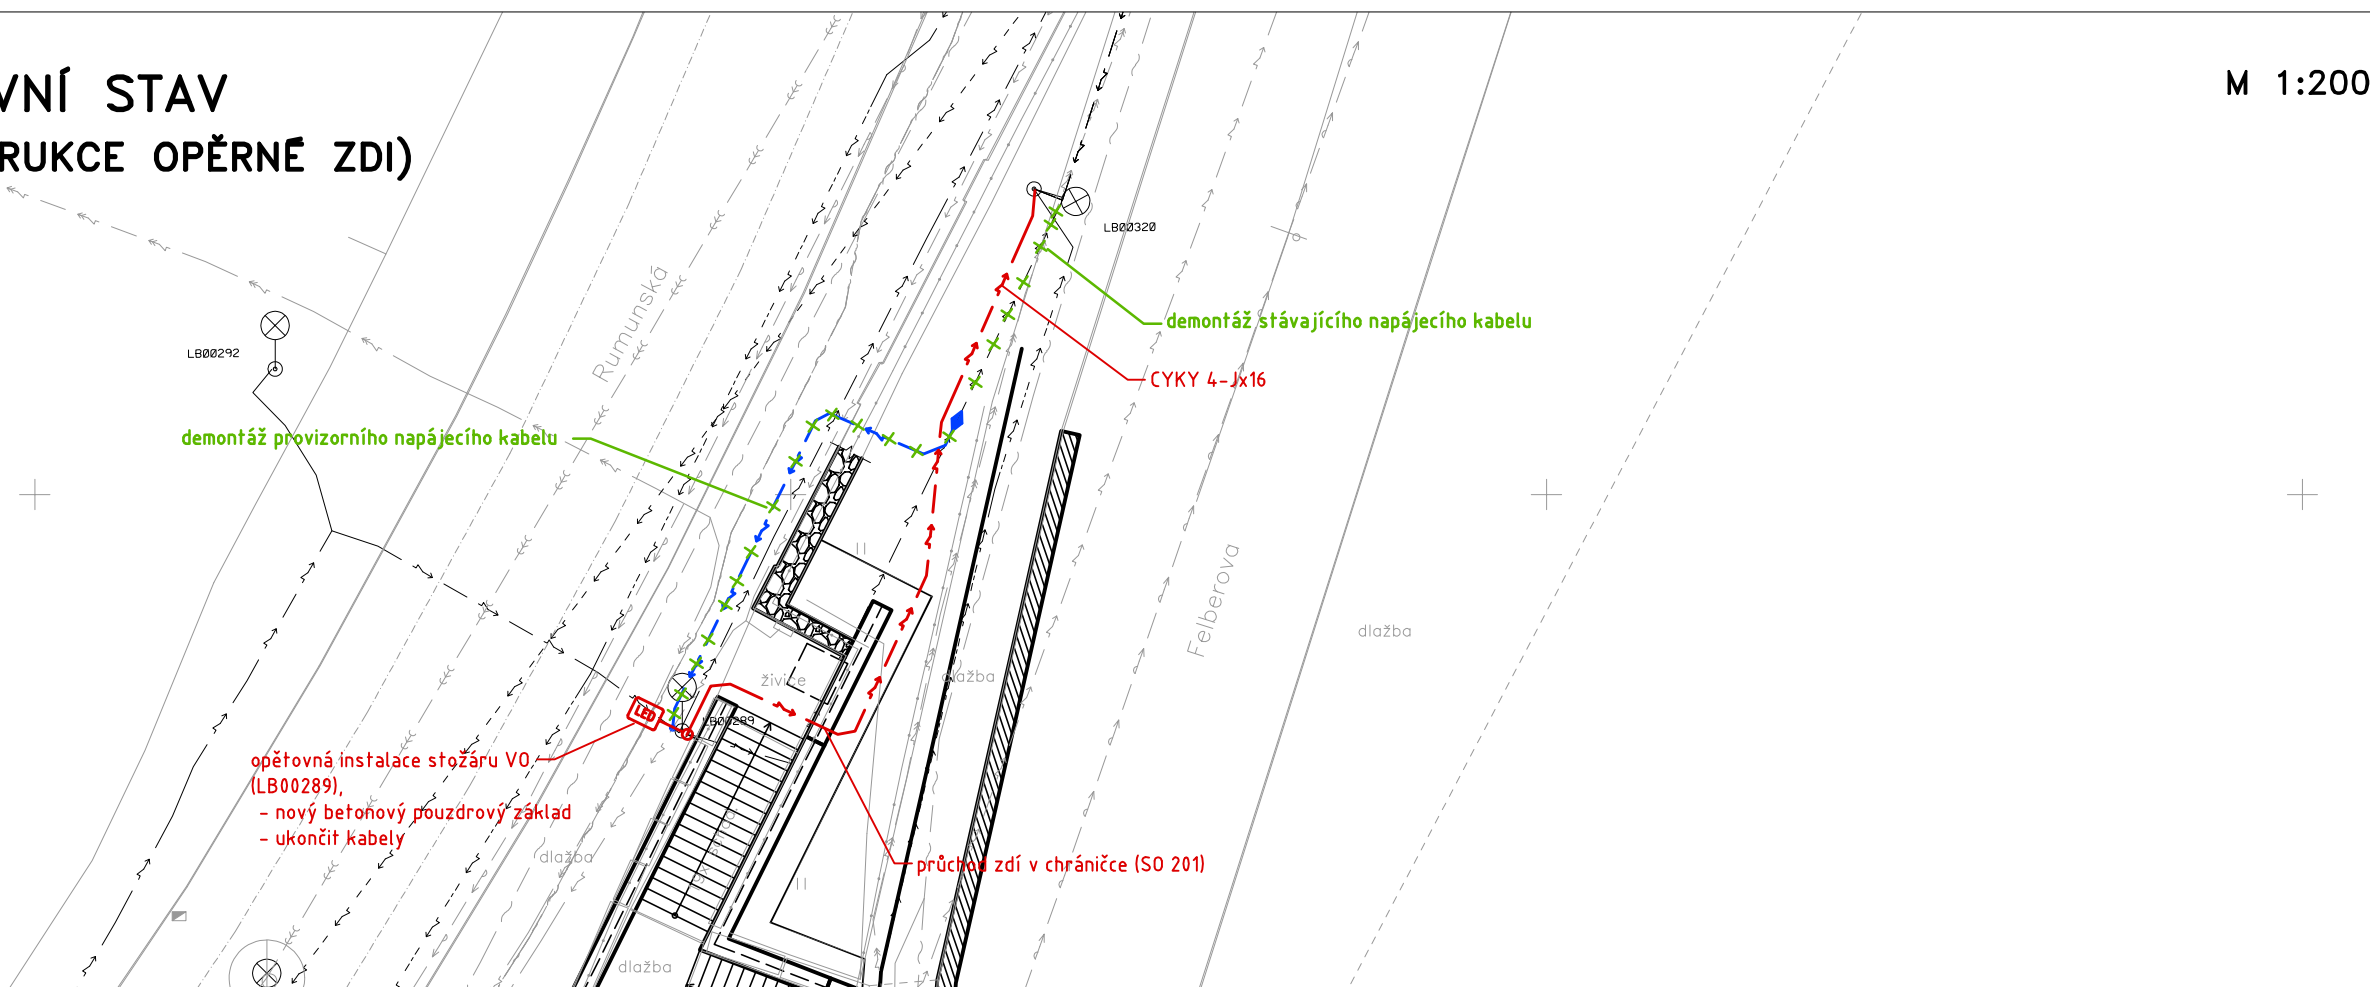 VNÍ STAV
M 1:200
RUKCE OPĚRNÉ ZDI)
LB00320
Rumunská
demontáž stávajícího napájecího kabelu
LB00292
CYKY 4-Jx16
demontáž provizorního napájecího kabelu
Felberova
dlažba
dlažba
živice
LED
LB00289
opětovná instalace stožáru VO
(LB00289),
- nový betonový pouzdrový základ
- ukončit kabely
dlažba
průchod zdí v chráničce (SO 201)
dlažba